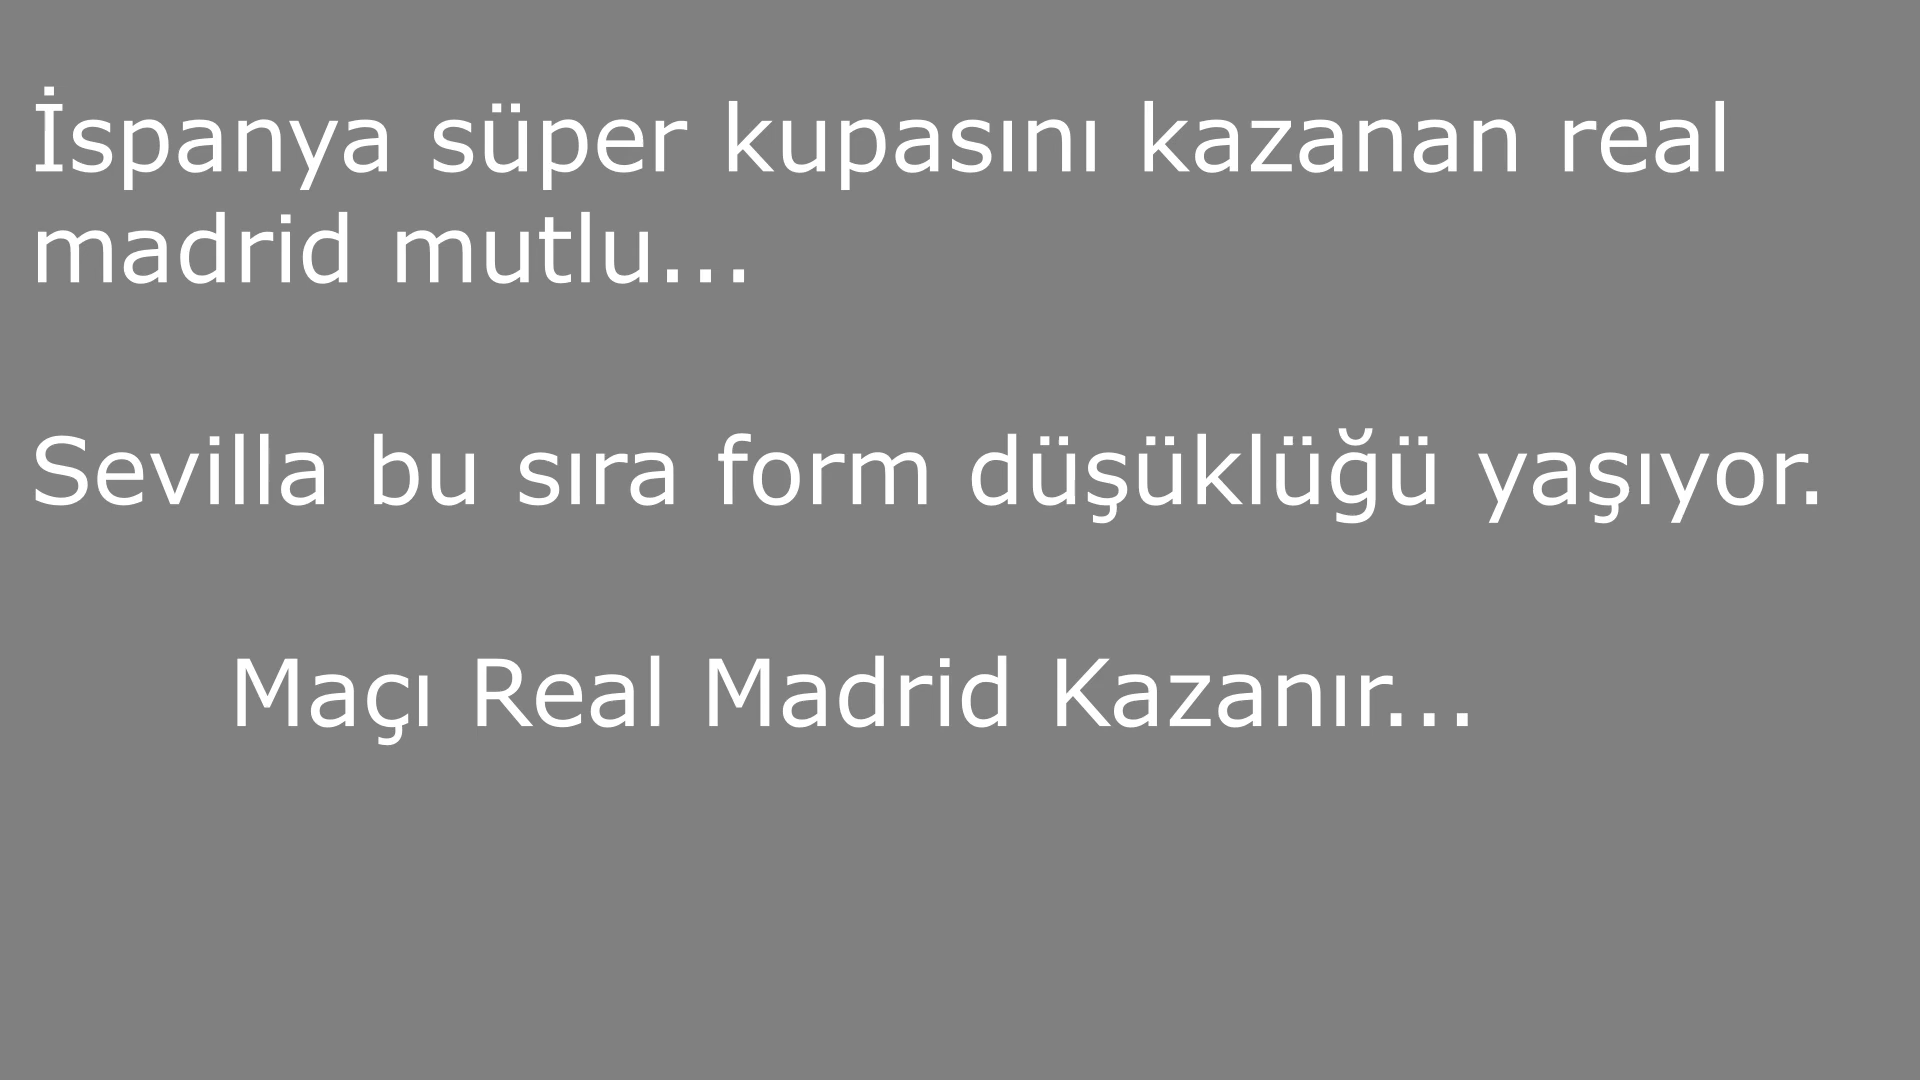 İspanya süper kupasını kazanan real
madrid mutlu...
Sevilla bu sıra form düşüklüğü yaşıyor.
Maçı Real Madrid Kazanır...